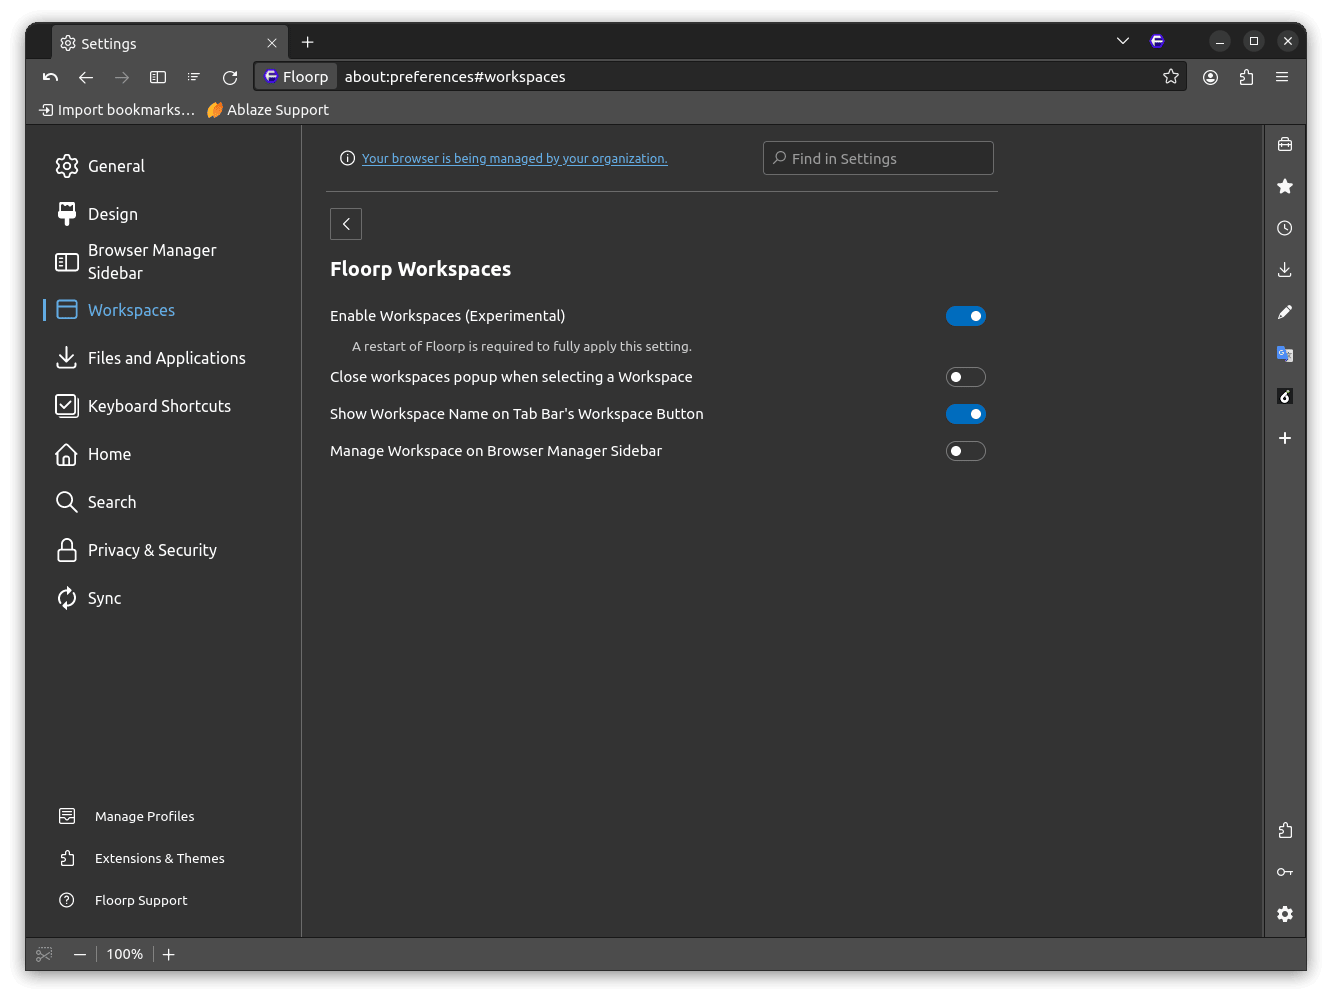 Settings
Floorp about:preferences#workspaces
Import bookmarks… Ablaze Support
Your browser is being managed by your organization.
Find in Settings
General
Design
Browser Manager
Sidebar
Workspaces
Files and Applications
Keyboard Shortcuts
Home
Search
Privacy & Security
Sync
Manage Profiles
Extensions & Themes
Floorp Support
Floorp Workspaces
Enable Workspaces (Experimental)
A restart of Floorp is required to fully apply this setting.
Close workspaces popup when selecting a Workspace
Show Workspace Name on Tab Bar's Workspace Button
Manage Workspace on Browser Manager Sidebar
100%